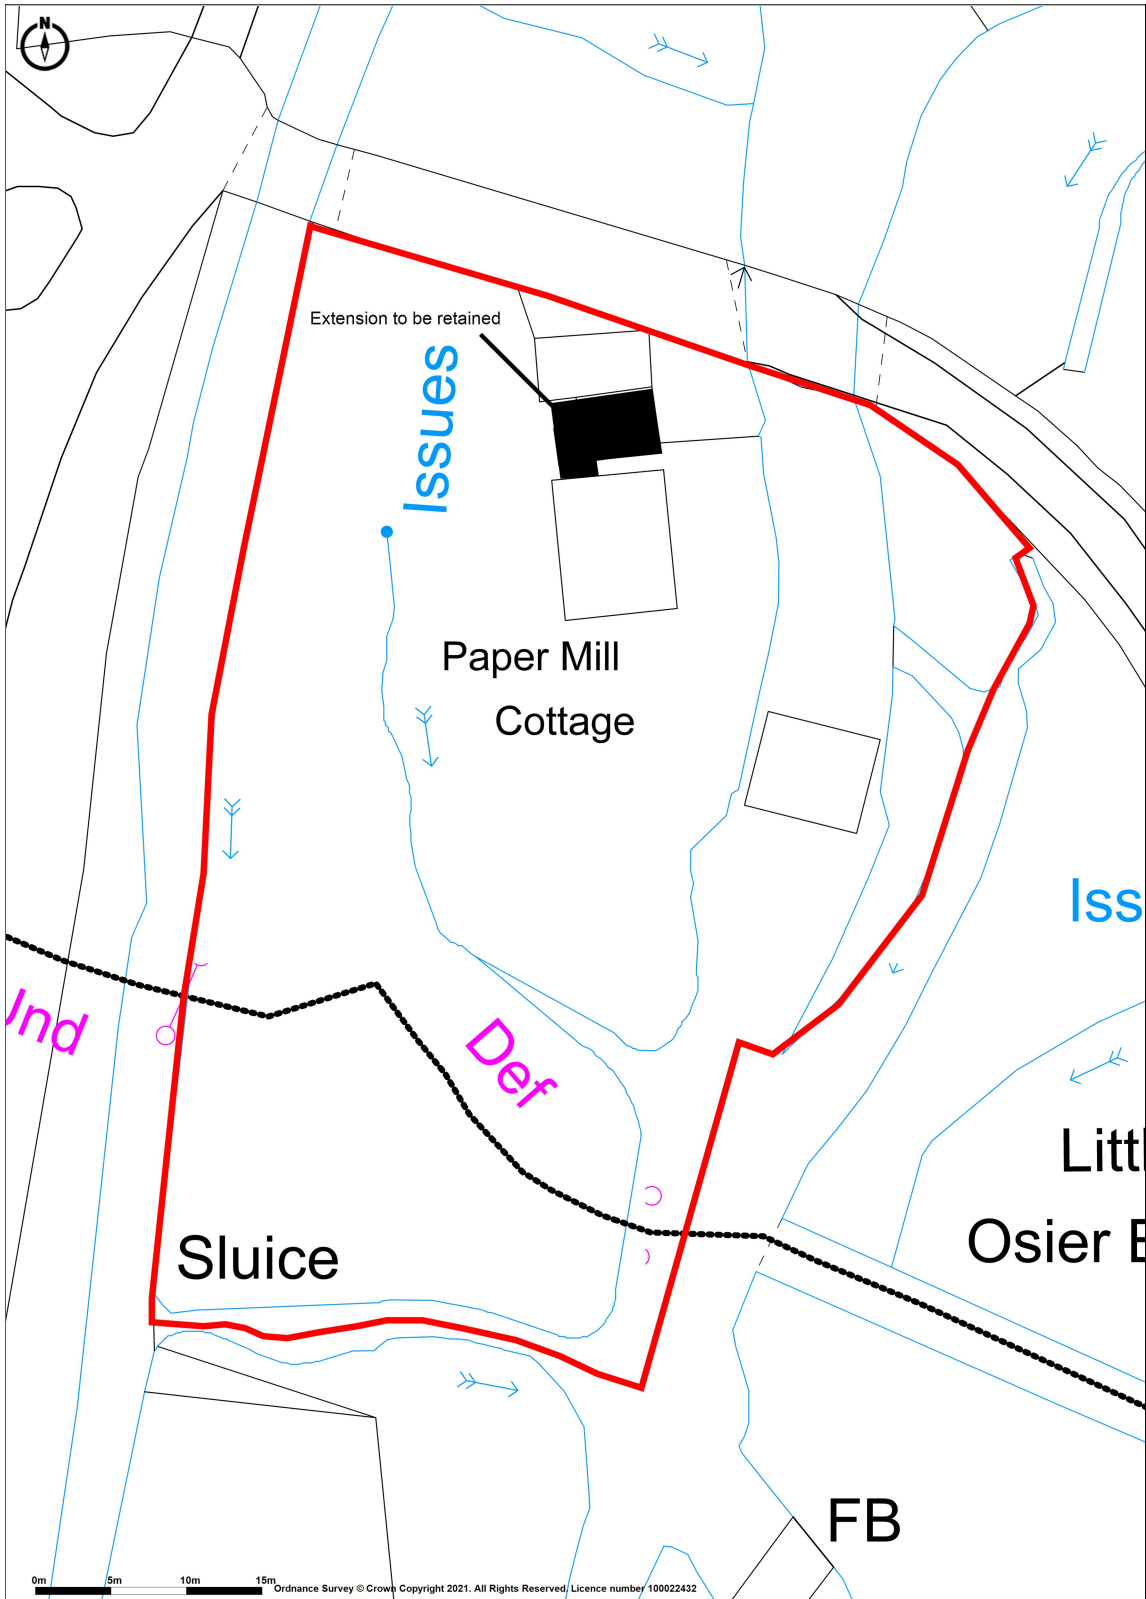 N
Extension to be retained
Issues
Paper Mill
Cottage
Iss
Und
Def
Littl
Osier B
Sluice
FB
0m 5m 10m 15m
Ordnance Survey © Crown Copyright 2021. All Rights Reserved. Licence number 100022432